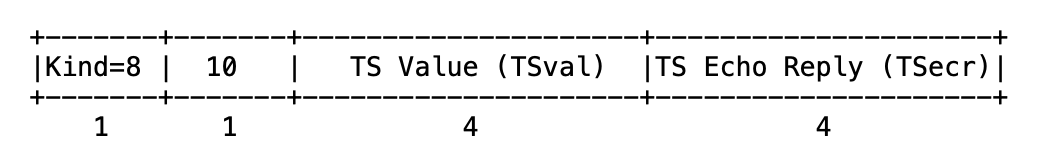 +-------+-------+---------------------+---------------------+
|Kind=8 |  10   |   TS Value (TSval)  |TS Echo Reply (TSecr)|
+-------+-------+---------------------+---------------------+
    1       1              4                     4